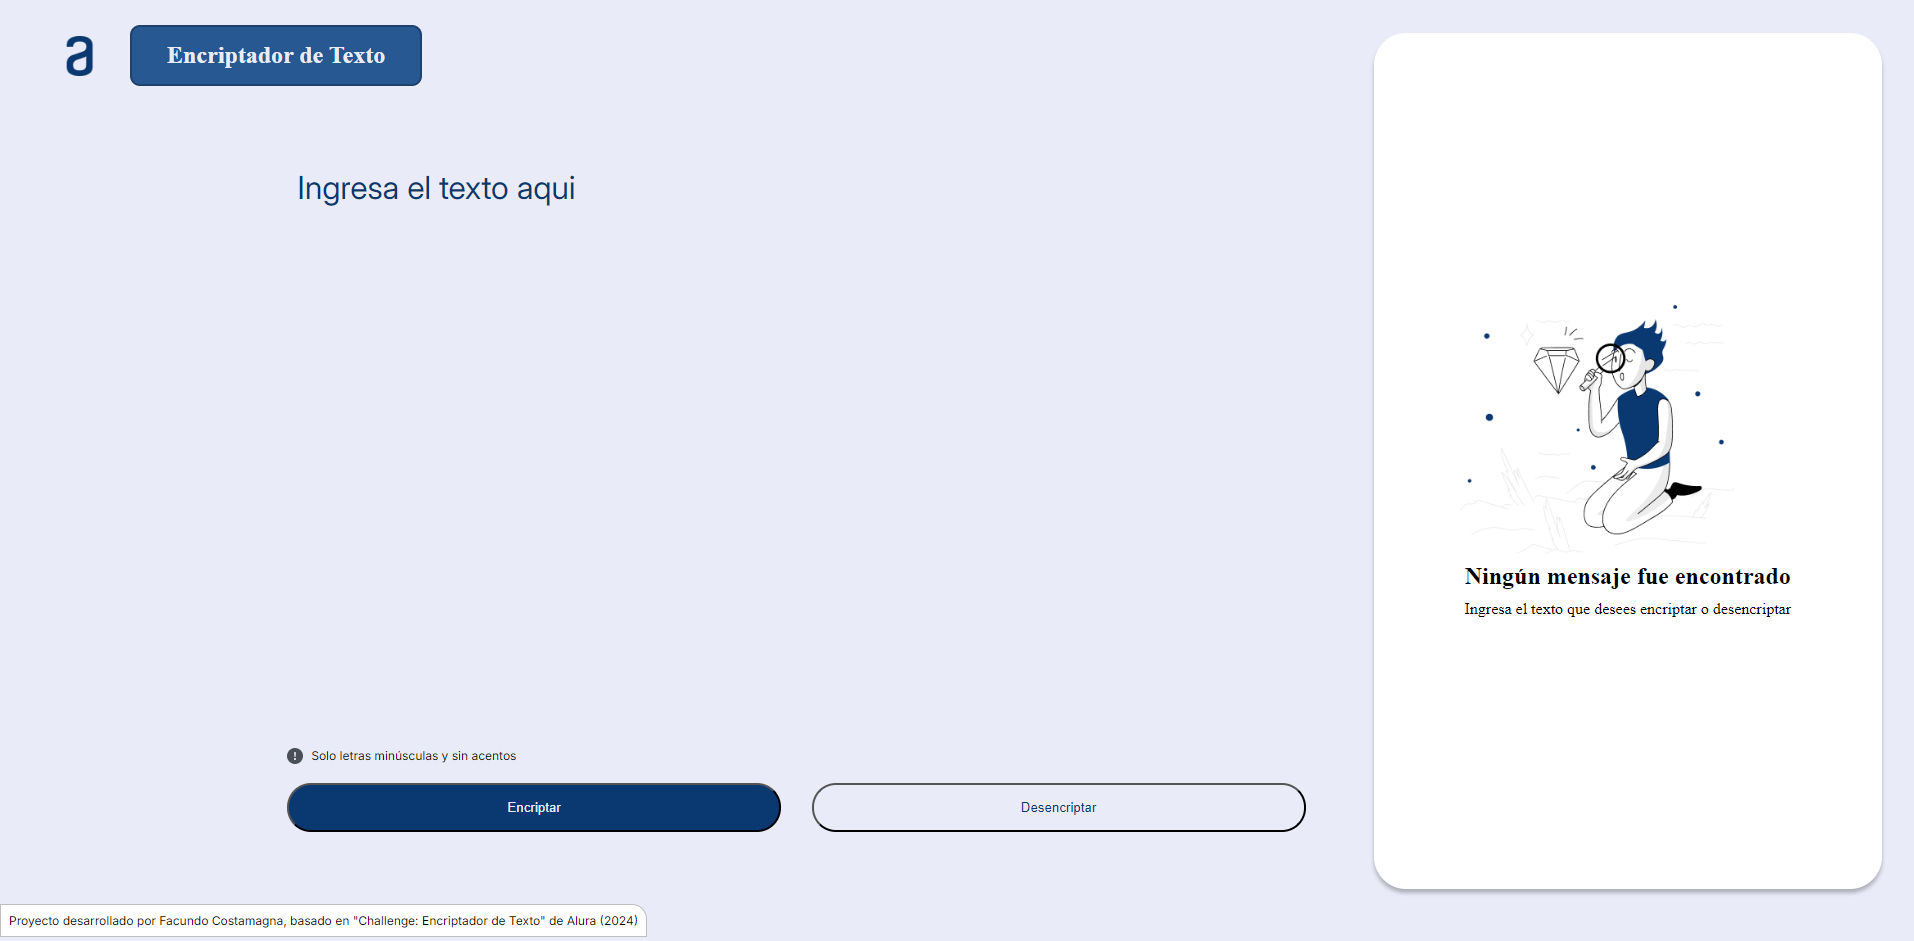 a
Encriptador de Texto
Ingresa el texto aqui
Solo letras minúsculas y sin acentos
Encriptar
Desencriptar
Ningún mensaje fue encontrado
Ingresa el texto que desees encriptar o desencriptar
Proyecto desarrollado por Facundo Costamagna, basado en "Challenge: Encriptador de Texto" de Alura (2024)